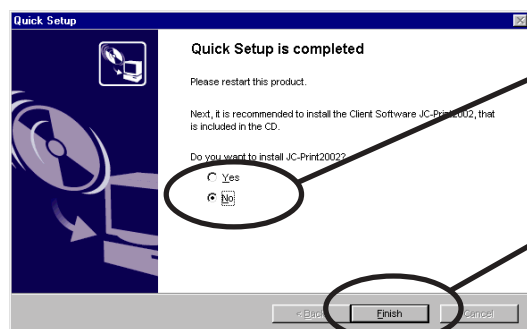 Quick Setup
Quick Setup is completed
Please restart this product.
Next, it is recommended to install the Client Software JC-Print2002, that
is included in the CD.
Do you want to install JC-Print2002?
Yes
No
< Back
Finish
Cancel